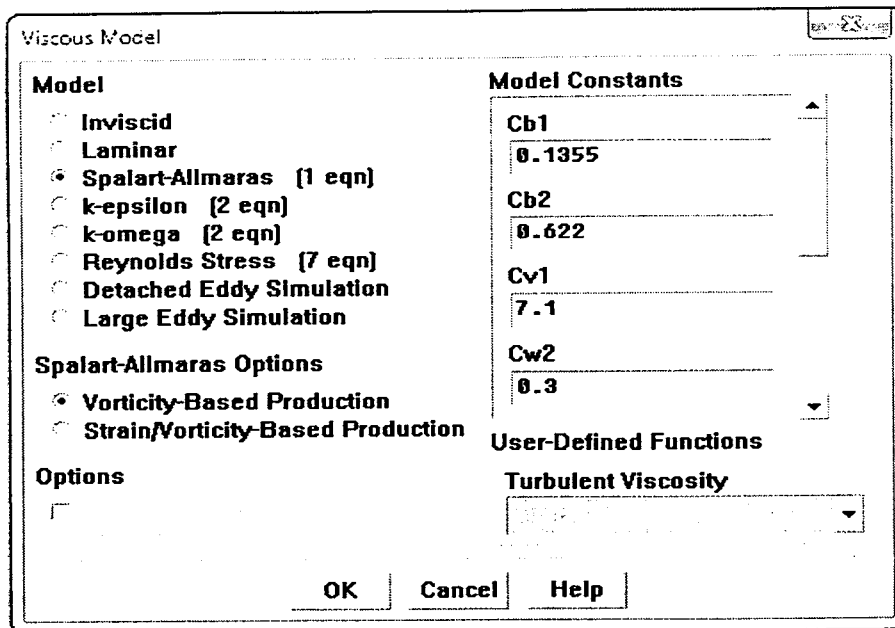 Viscous Model
Model
Inviscid
Laminar
Spalart-Allmaras (1 eqn)
k-epsilon (2 eqn)
k-omega (2 eqn)
Reynolds Stress (7 eqn)
Detached Eddy Simulation
Large Eddy Simulation
Spalart-Allmaras Options
Vorticity-Based Production
Strain/Vorticity-Based Production
Options
Model Constants
Cb1
0.1355
Cb2
0.622
Cv1
7.1
Cw2
0.3
User-Defined Functions
Turbulent Viscosity
OK Cancel Help